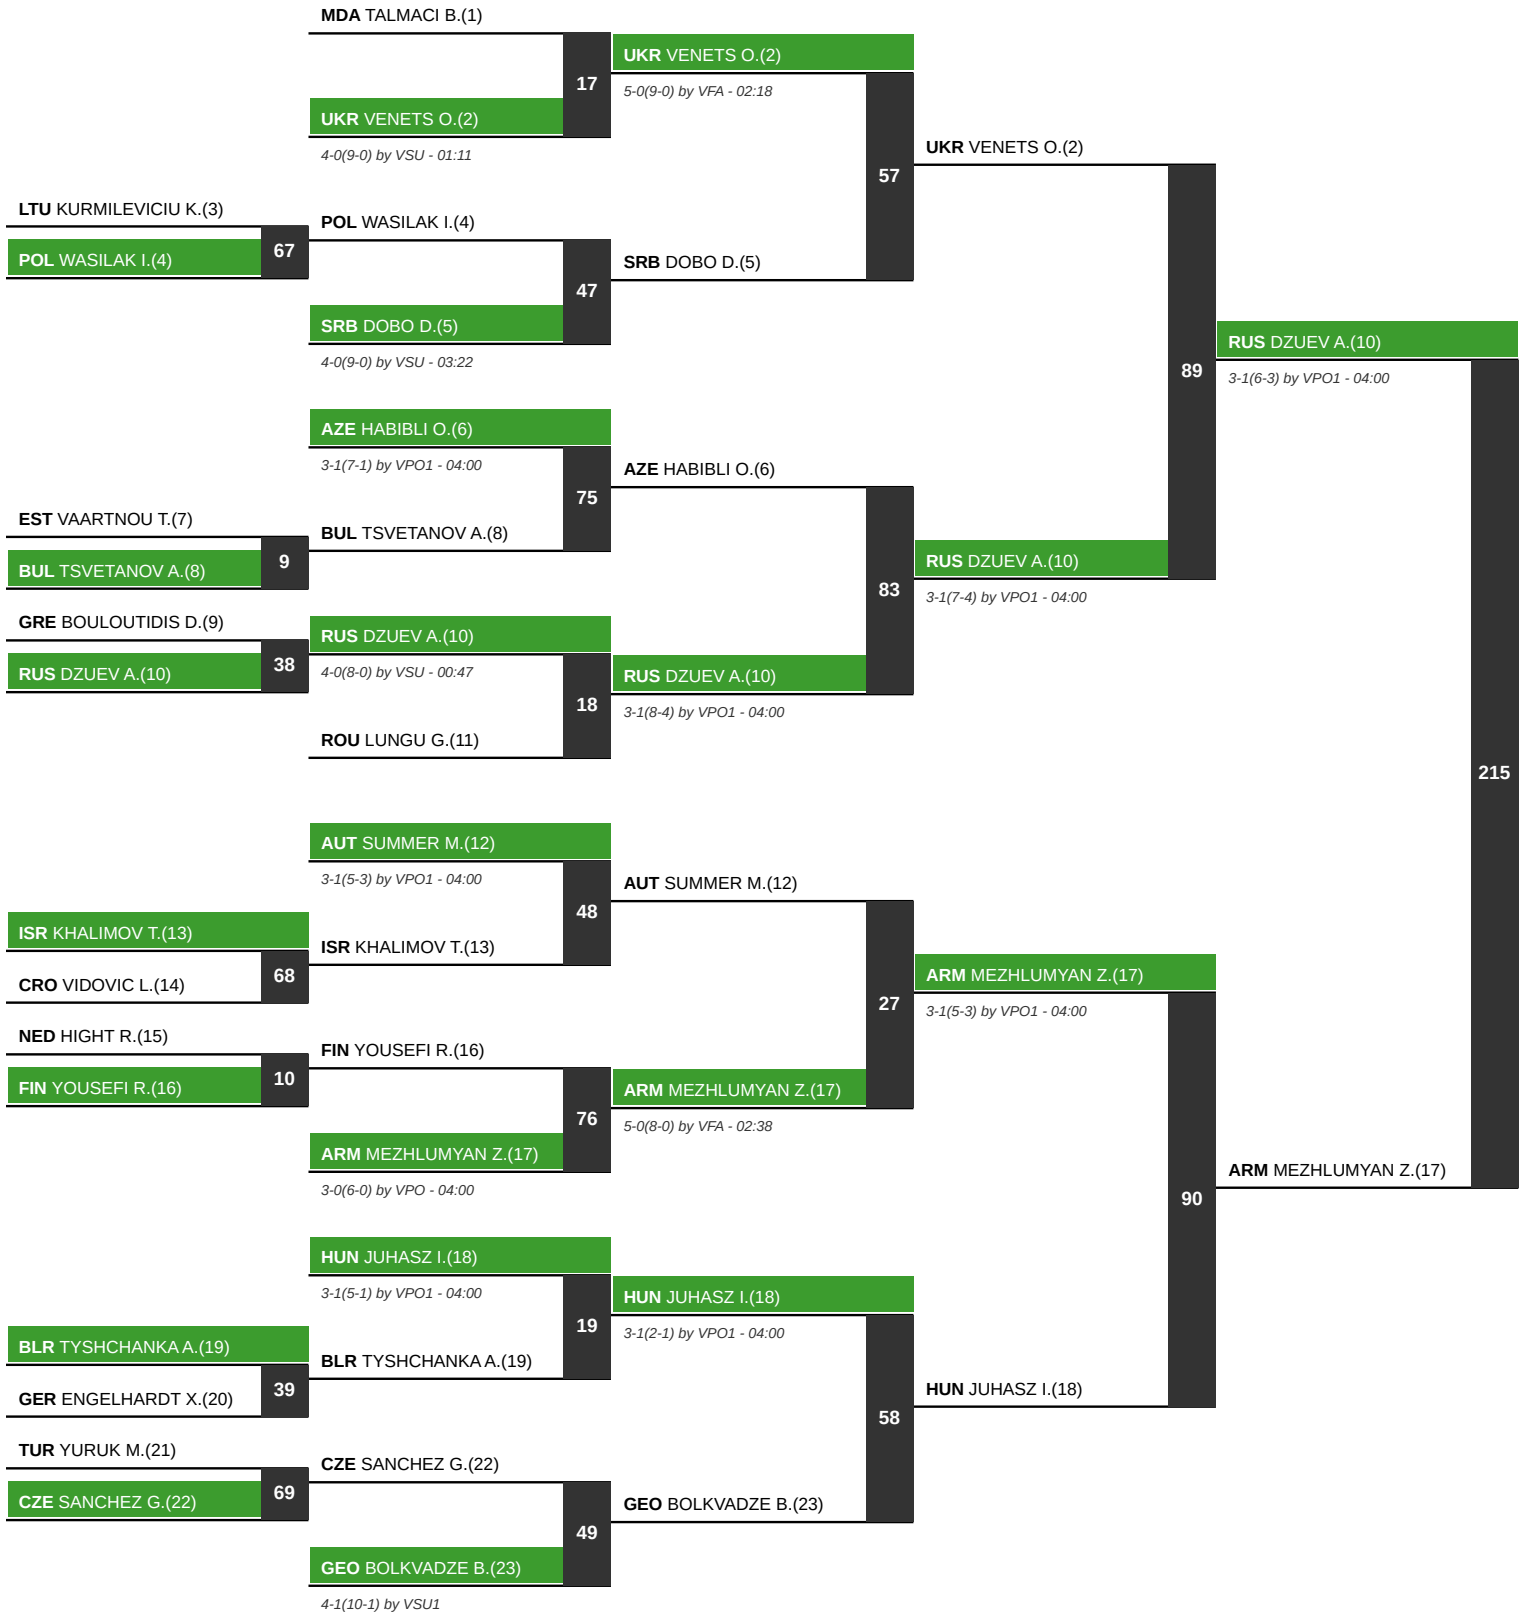 MDA TALMACI B.(1)
17
UKR VENETS O.(2)
4-0(9-0) by VSU - 01:11
LTU KURMILEVICIU K.(3)
67
POL WASILAK I.(4)
POL WASILAK I.(4)
47
SRB DOBO D.(5)
4-0(9-0) by VSU - 03:22
AZE HABIBLI O.(6)
3-1(7-1) by VPO1 - 04:00
75
BUL TSVETANOV A.(8)
EST VAARTNOU T.(7)
9
BUL TSVETANOV A.(8)
GRE BOULOUTIDIS D.(9)
38
RUS DZUEV A.(10)
RUS DZUEV A.(10)
4-0(8-0) by VSU - 00:47
18
ROU LUNGU G.(11)
AUT SUMMER M.(12)
3-1(5-3) by VPO1 - 04:00
48
ISR KHALIMOV T.(13)
ISR KHALIMOV T.(13)
68
CRO VIDOVIC L.(14)
NED HIGHT R.(15)
10
FIN YOUSEFI R.(16)
FIN YOUSEFI R.(16)
76
ARM MEZHLUMYAN Z.(17)
3-0(6-0) by VPO - 04:00
HUN JUHASZ I.(18)
3-1(5-1) by VPO1 - 04:00
19
BLR TYSHCHANKA A.(19)
BLR TYSHCHANKA A.(19)
39
GER ENGELHARDT X.(20)
TUR YURUK M.(21)
69
CZE SANCHEZ G.(22)
CZE SANCHEZ G.(22)
49
GEO BOLKVADZE B.(23)
4-1(10-1) by VSU1
UKR VENETS O.(2)
5-0(9-0) by VFA - 02:18
57
SRB DOBO D.(5)
AZE HABIBLI O.(6)
83
RUS DZUEV A.(10)
3-1(8-4) by VPO1 - 04:00
AUT SUMMER M.(12)
27
ARM MEZHLUMYAN Z.(17)
5-0(8-0) by VFA - 02:38
HUN JUHASZ I.(18)
3-1(2-1) by VPO1 - 04:00
58
GEO BOLKVADZE B.(23)
UKR VENETS O.(2)
89
RUS DZUEV A.(10)
3-1(7-4) by VPO1 - 04:00
ARM MEZHLUMYAN Z.(17)
3-1(5-3) by VPO1 - 04:00
90
HUN JUHASZ I.(18)
RUS DZUEV A.(10)
3-1(6-3) by VPO1 - 04:00
215
ARM MEZHLUMYAN Z.(17)